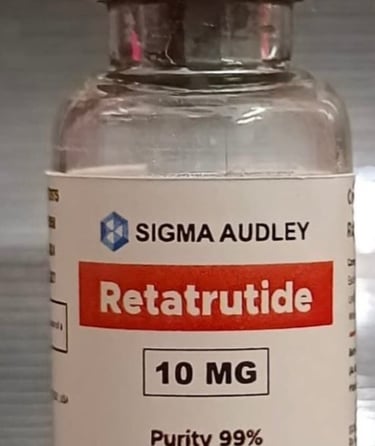 SIGMA AUDLEY
Retatrutide
10 MG
Purity 99%